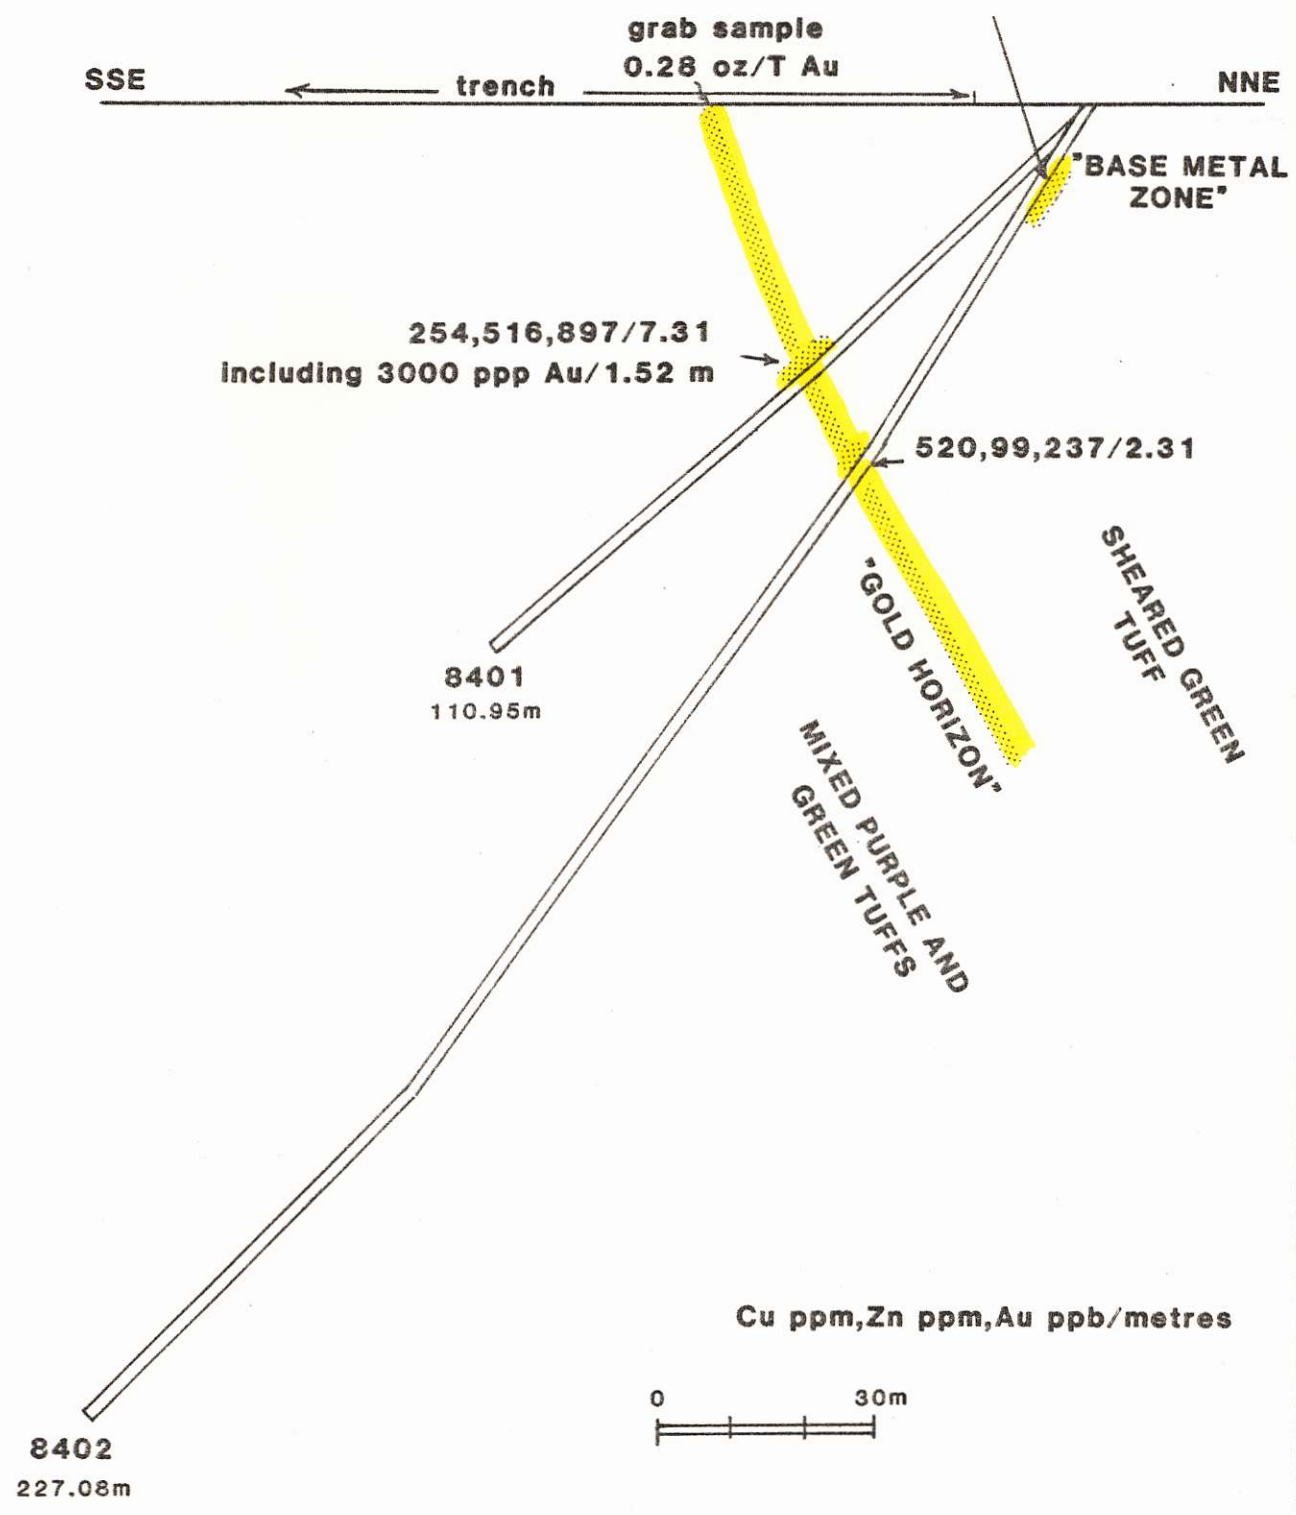 grab sample
0.28 oz/T Au
SSE
trench
NNE
"BASE METAL
ZONE"
254,516,897/7.31
including 3000 ppp Au/1.52 m
520,99,237/2.31
SHEARED GREEN
TUFF
"GOLD HORIZON"
8401
110.95m
MIXED PURPLE AND
GREEN TUFFS
Cu ppm,Zn ppm,Au ppb/metres
0 30m
8402
227.08m